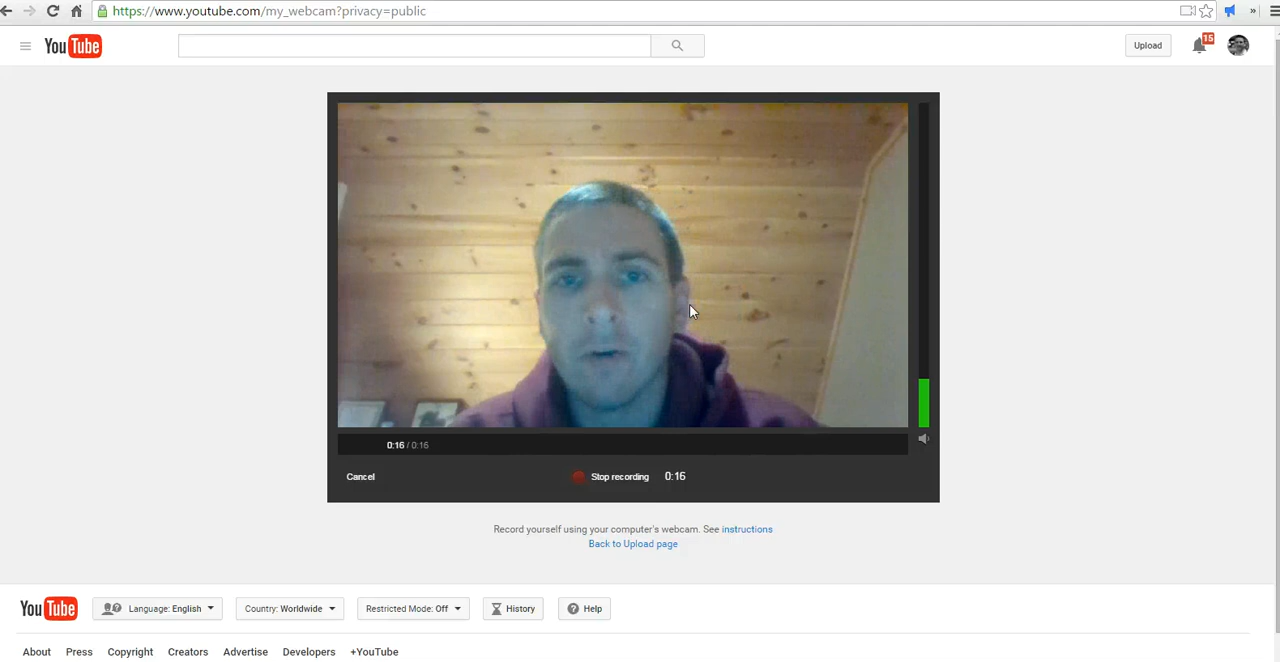 https://www.youtube.com/my_webcam?privacy=public
YouTube
Upload
15
0:16 / 0:16
Cancel
Stop recording
0:16
Record yourself using your computer's webcam. See instructions
Back to Upload page
YouTube
Language: English
Country: Worldwide
Restricted Mode: Off
History
Help
About
Press
Copyright
Creators
Advertise
Developers
+YouTube